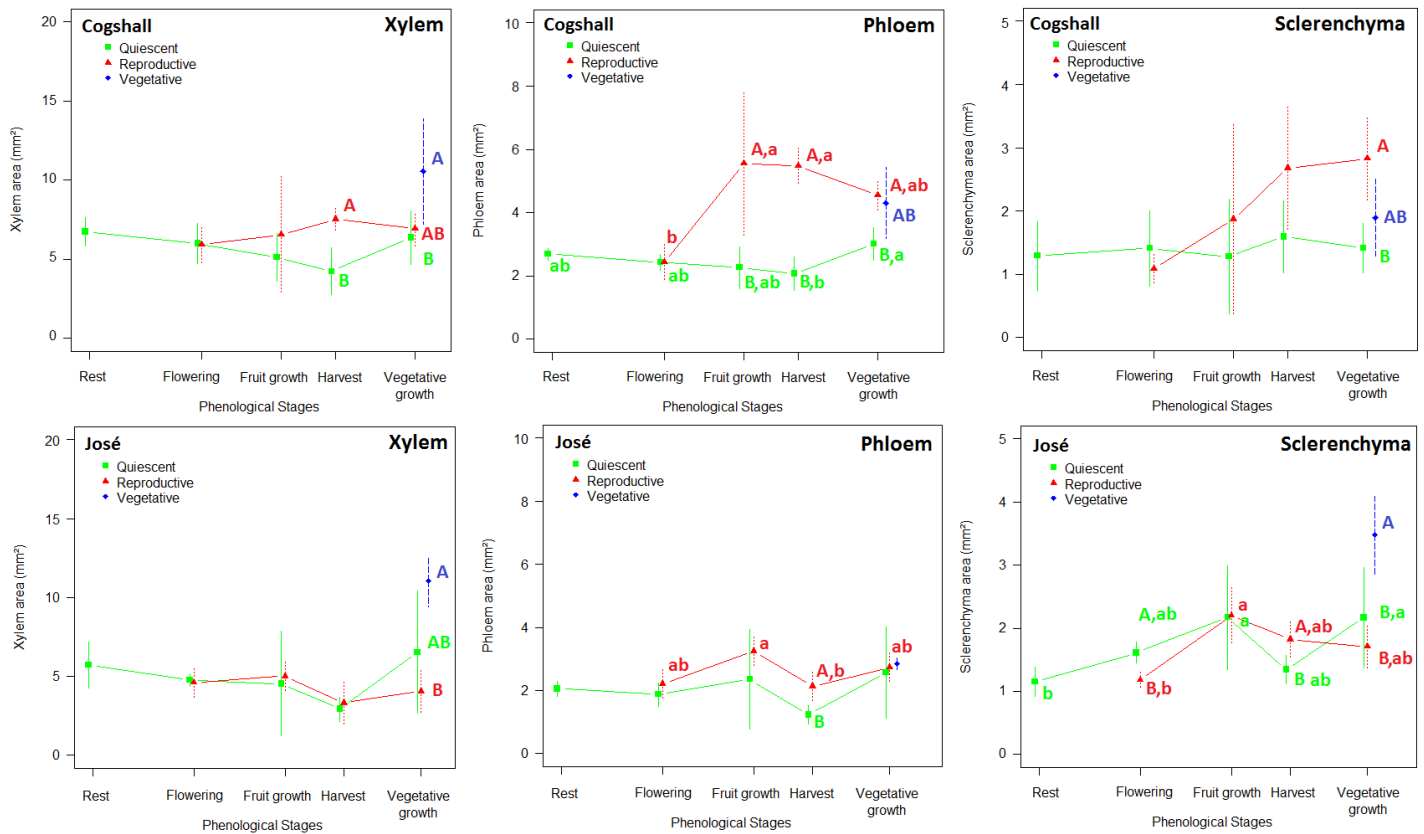 Cogshall
Xylem
Quiescent
Reproductive
Vegetative
20
15
10
5
0
Xylem area (mm²)
A
A
AB
B
B
Rest
Flowering
Fruit growth
Harvest
Vegetative
growth
Phenological Stages
Cogshall
Phloem
Quiescent
Reproductive
Vegetative
10
8
6
4
2
0
Phloem area (mm²)
A,a
A,a
A,ab
AB
b
ab
ab
B,ab
B,b
B,a
Rest
Flowering
Fruit growth
Harvest
Vegetative
growth
Phenological Stages
Cogshall
Sclerenchyma
Quiescent
Reproductive
Vegetative
5
4
3
2
1
0
Sclerenchyma area (mm²)
A
AB
B
Rest
Flowering
Fruit growth
Harvest
Vegetative
growth
Phenological Stages
José
Xylem
Quiescent
Reproductive
Vegetative
20
15
10
5
0
Xylem area (mm²)
A
AB
B
Rest
Flowering
Fruit growth
Harvest
Vegetative
growth
Phenological Stages
José
Phloem
Quiescent
Reproductive
Vegetative
10
8
6
4
2
0
Phloem area (mm²)
ab
a
A,b
ab
B
Rest
Flowering
Fruit growth
Harvest
Vegetative
growth
Phenological Stages
José
Sclerenchyma
Quiescent
Reproductive
Vegetative
5
4
3
2
1
0
Sclerenchyma area (mm²)
A
A,ab
a
a
A,ab
B,a
B,ab
B ab
B,b
b
Rest
Flowering
Fruit growth
Harvest
Vegetative
growth
Phenological Stages